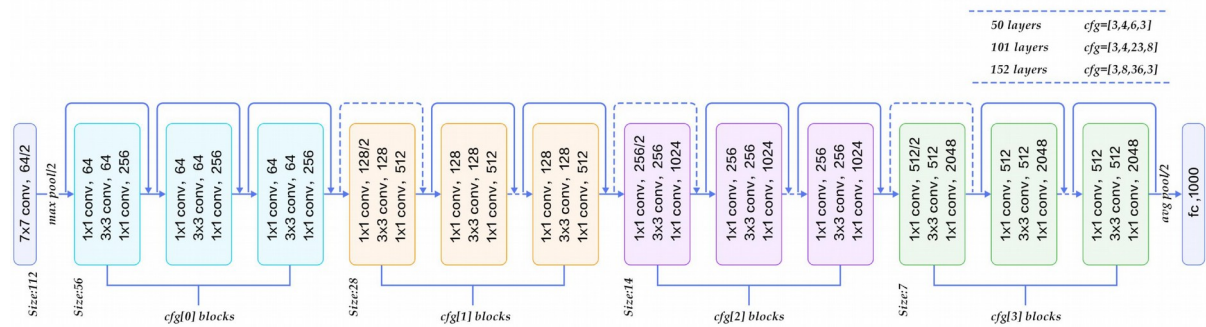 50 layers cfg=[3,4,6,3]
101 layers cfg=[3,4,23,8]
152 layers cfg=[3,8,36,3]
7x7 conv, 64/2
max pool/2
1x1 conv, 64
3x3 conv, 64
1x1 conv, 256
1x1 conv, 64
3x3 conv, 64
1x1 conv, 256
1x1 conv, 64
3x3 conv, 64
1x1 conv, 256
1x1 conv, 128/2
3x3 conv, 128
1x1 conv, 512
1x1 conv, 128
3x3 conv, 128
1x1 conv, 512
1x1 conv, 128
3x3 conv, 128
1x1 conv, 512
1x1 conv, 256/2
3x3 conv, 256
1x1 conv, 1024
1x1 conv, 256
3x3 conv, 256
1x1 conv, 1024
1x1 conv, 256
3x3 conv, 256
1x1 conv, 1024
1x1 conv, 512/2
3x3 conv, 512
1x1 conv, 2048
1x1 conv, 512
3x3 conv, 512
1x1 conv, 2048
1x1 conv, 512
3x3 conv, 512
1x1 conv, 2048
avg pool/2
fc ,1000
Size:112
Size:56
cfg[0] blocks
Size:28
cfg[1] blocks
Size:14
cfg[2] blocks
Size:7
cfg[3] blocks